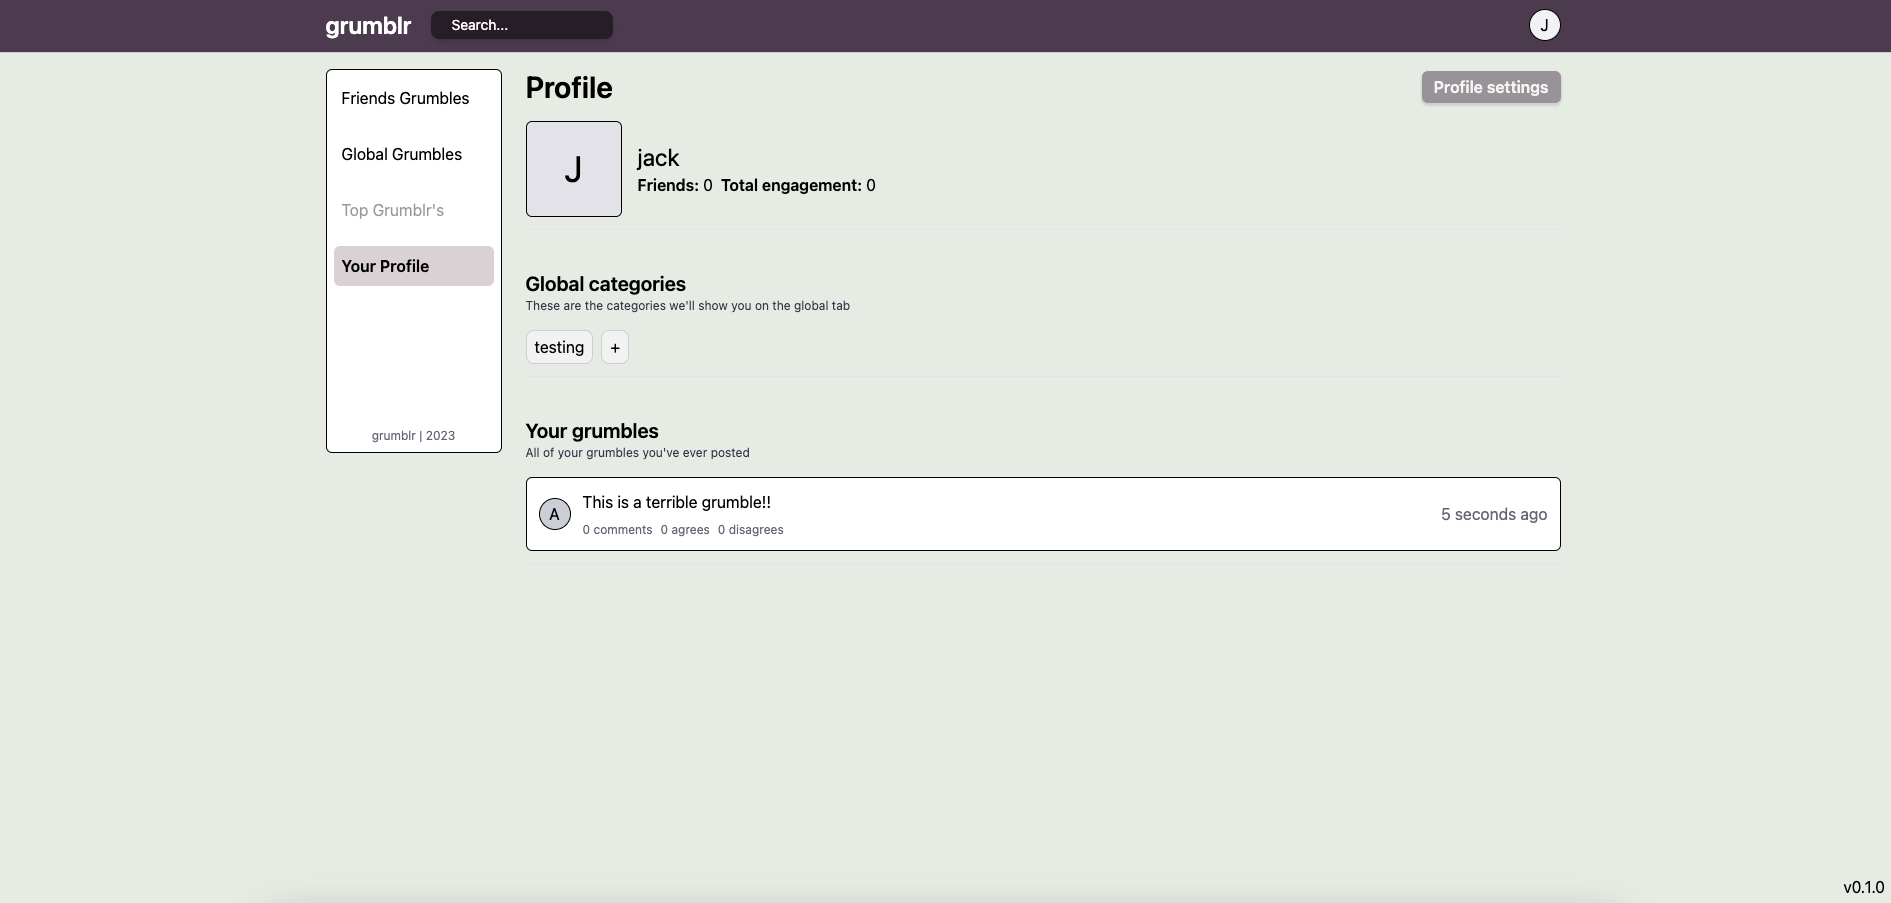 grumblr
Search...
J
Friends Grumbles
Global Grumbles
Top Grumblr's
Your Profile
grumblr | 2023
Profile
Profile settings
J
jack
Friends: 0 Total engagement: 0
Global categories
These are the categories we'll show you on the global tab
testing +
Your grumbles
All of your grumbles you've ever posted
A
This is a terrible grumble!!
0 comments 0 agrees 0 disagrees
5 seconds ago
v0.1.0